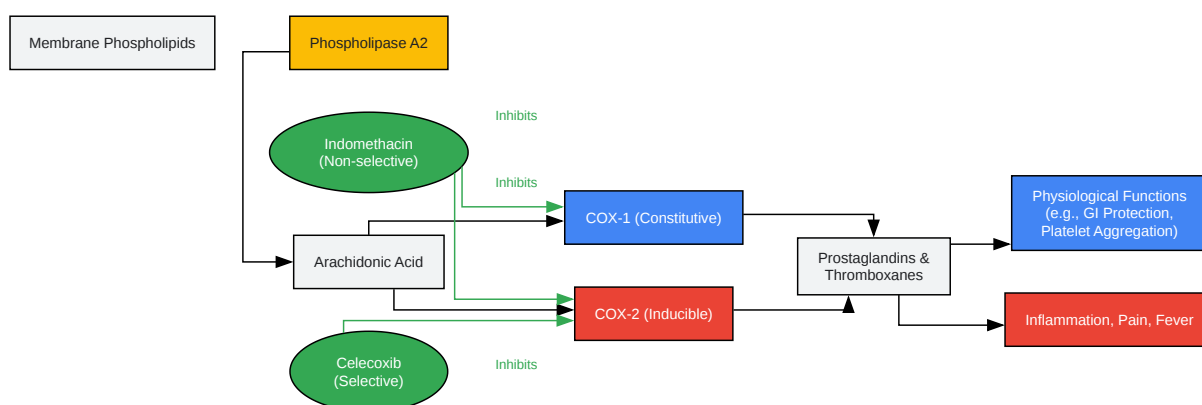 Membrane Phospholipids
Phospholipase A2
Inhibits
Indomethacin
(Non-selective)
Inhibits
COX-1 (Constitutive)
Physiological Functions
(e.g., GI Protection,
Platelet Aggregation)
Arachidonic Acid
Prostaglandins &
Thromboxanes
COX-2 (Inducible)
Inflammation, Pain, Fever
Celecoxib
(Selective)
Inhibits